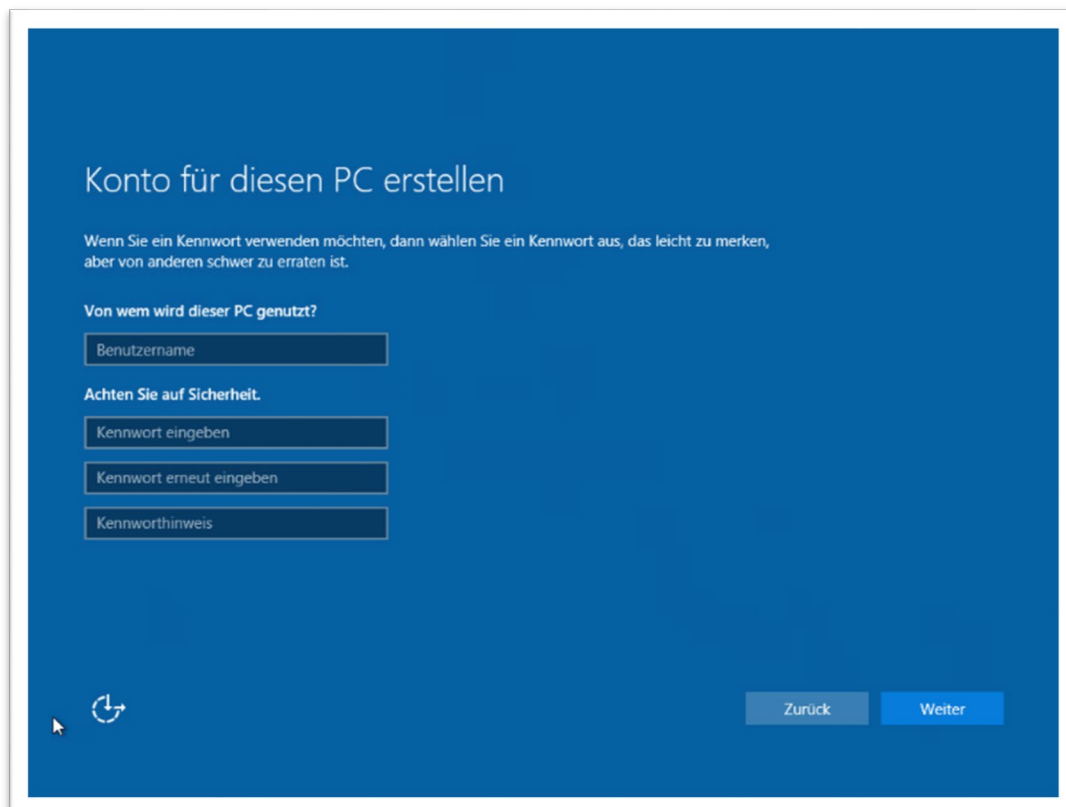 Konto für diesen PC erstellen
Wenn Sie ein Kennwort verwenden möchten, dann wählen Sie ein Kennwort aus, das leicht zu merken,
aber von anderen schwer zu erraten ist.
Von wem wird dieser PC genutzt?
Benutzername
Achten Sie auf Sicherheit.
Kennwort eingeben
Kennwort erneut eingeben
Kennworthinweis
Zurück
Weiter